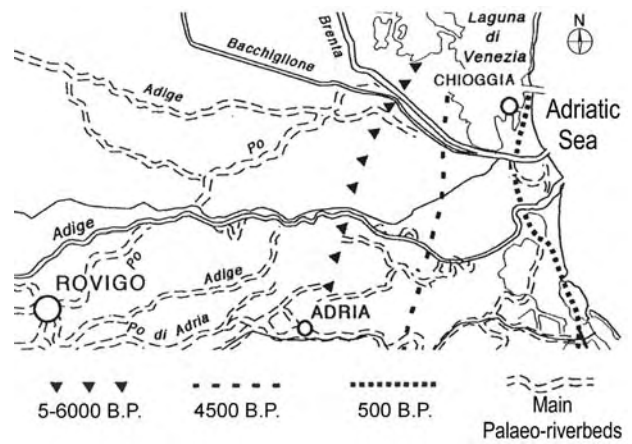 Laguna
di
Venezia
N
Brenta
Bacchiglione
CHIOGGIA
Adriatic
Sea
Adige
Po
Adige
Po
ROVIGO
Adige
Po di Adria
ADRIA
5-6000 B.P.
4500 B.P.
500 B.P.
Main
Palaeo-riverbeds